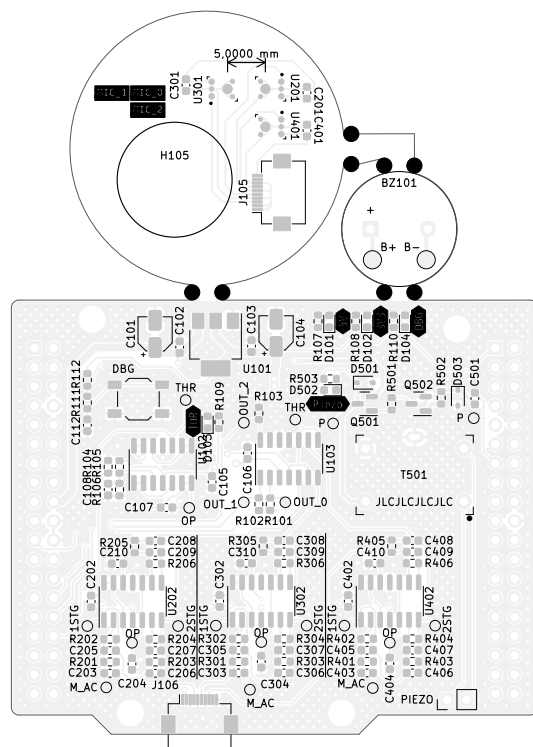 5,0000 mm
C301
U301
U201
C201
C401
U401
MIC_1
MIC_0
MIC_2
H105
J105
BZ101
+
B+
B-
C101
C102
C103
C104
U101
R107
D101
R108
D102
R110
D104
DBG
DBG
THR
R112
R111
C112
R109
THR
D103
OUT_2
R103
THR
P
R503
D502
Piezo
D501
Q501
R501
Q502
R502
D503
C501
P
U102
U103
R104
R105
C108
R106
C105
C106
C107
OP
OUT_1
OUT_0
R102
R101
T501
JLCJLCJLCJLC
R205
C210
C208
C209
R206
R305
C310
C308
C309
R306
R405
C410
C408
C409
R406
C202
U202
C302
U302
C402
U402
1STG
2STG
1STG
2STG
1STG
2STG
OP
OP
OP
R202
C205
R201
C203
R204
C207
R203
C206
R302
C305
R301
C303
R304
C307
R303
C306
R402
C405
R401
C403
R404
C407
R403
C406
C204
J106
C304
C404
M_AC
M_AC
M_AC
PIEZO